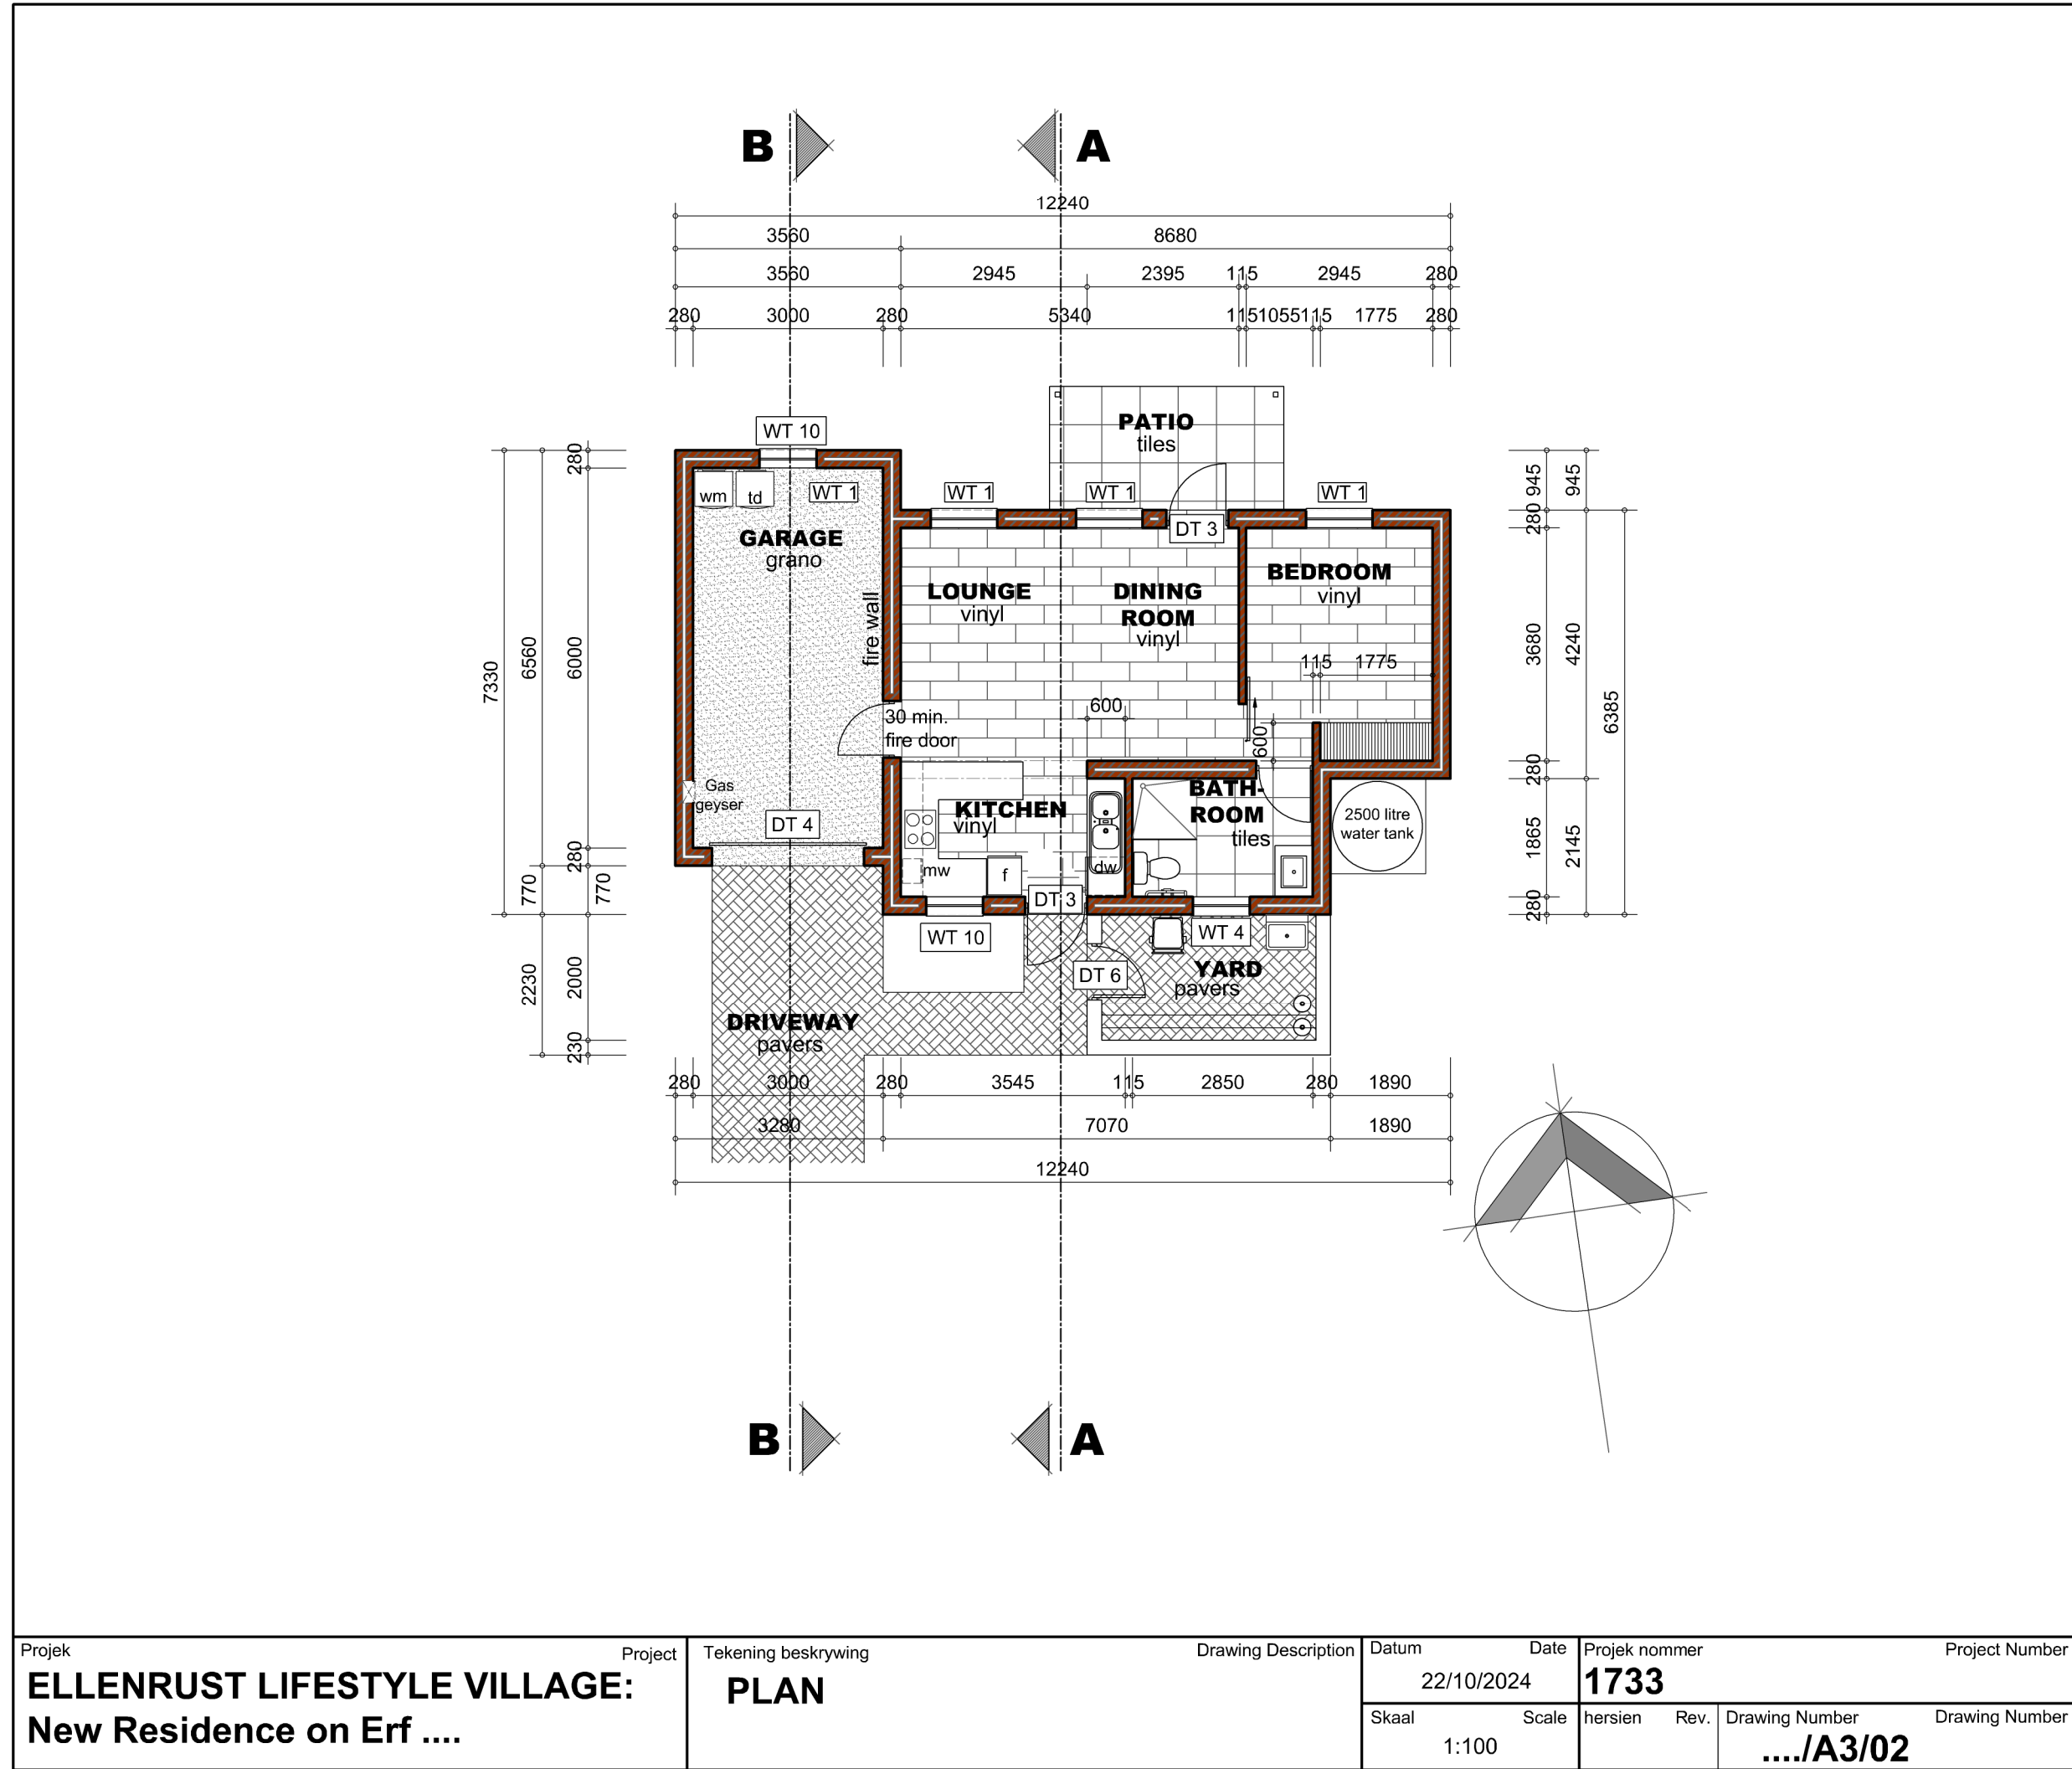 B
A
12240
3560
8680
3560
2945
2395
115
2945
280
280
3000
280
5340
115
1055
115
1775
280
PATIO
tiles
WT 10
280
945
945
wm
td
WT 1
WT 1
WT 1
WT 1
280
DT 3
GARAGE
grano
LOUNGE
vinyl
DINING
ROOM
vinyl
BEDROOM
vinyl
fire wall
7330
6560
6000
115
1775
3680
4240
6385
600
30 min.
fire door
600
280
Gas
geyser
DT 4
KITCHEN
vinyl
BATH-
ROOM
tiles
2500 litre
water tank
1865
2145
280
770
770
mw
f
dw
DT 3
280
WT 10
WT 4
DT 6
YARD
pavers
2230
2000
230
DRIVEWAY
pavers
280
3000
280
3545
115
2850
280
1890
3280
7070
1890
12240
B
A
Projek
Project
ELLENRUST LIFESTYLE VILLAGE:
New Residence on Erf ....
Tekening beskrywing
Drawing Description
PLAN
Datum
Date
22/10/2024
Projek nommer
Project Number
1733
Skaal
Scale
1:100
hersien
Rev.
Drawing Number
Drawing Number
..../A3/02